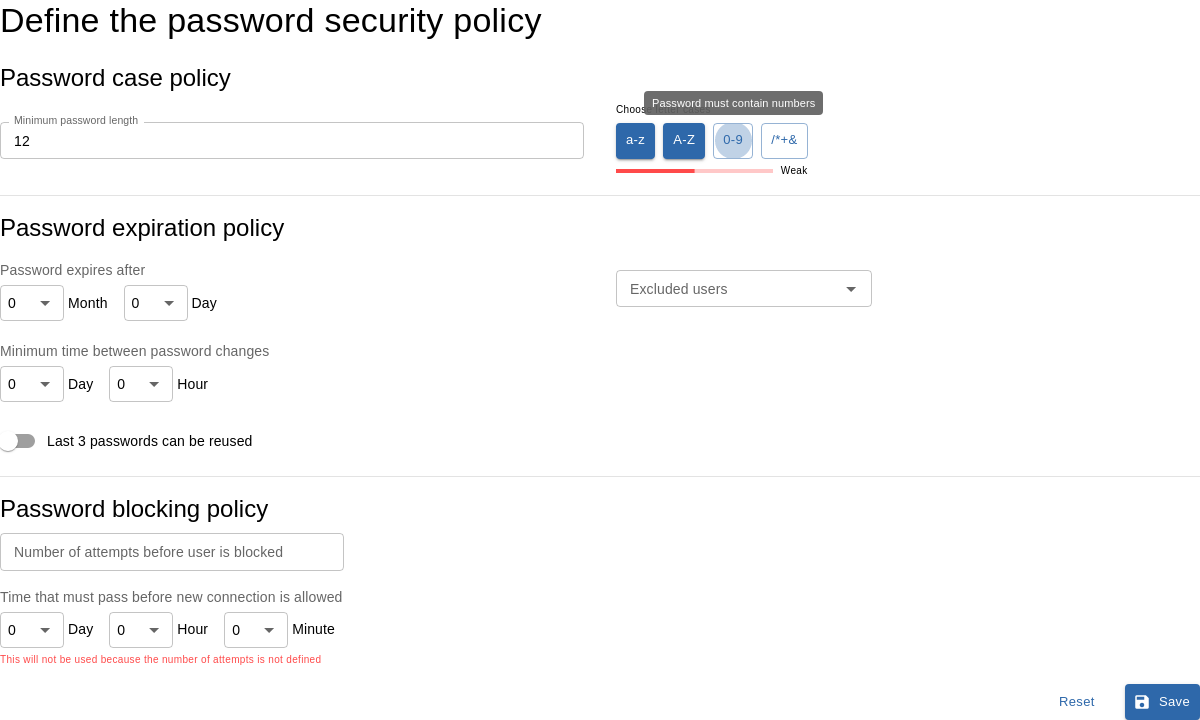 Define the password security policy
Password case policy
Minimum password length
12
Password must contain numbers
a-z
A-Z
0-9
/*+&
Weak
Password expiration policy
Password expires after
0 Month 0 Day
Excluded users
Minimum time between password changes
0 Day 0 Hour
Last 3 passwords can be reused
Password blocking policy
Number of attempts before user is blocked
Time that must pass before new connection is allowed
0 Day 0 Hour 0 Minute
This will not be used because the number of attempts is not defined
Reset
Save